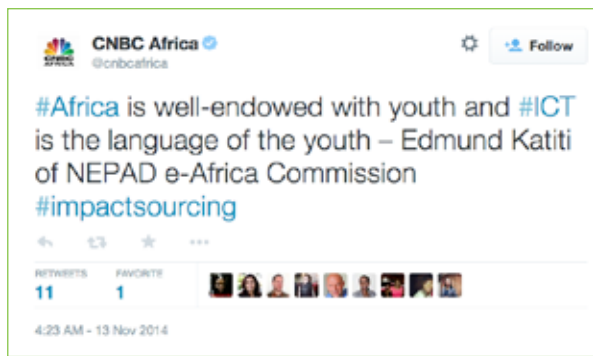 CNBC Africa
@cnbcafrica
Follow
CNBC
AFRICA
#Africa is well-endowed with youth and #ICT
is the language of the youth – Edmund Katiti
of NEPAD e-Africa Commission
#impactsourcing
RETWEETS FAVORITE
11 1
4:23 AM - 13 Nov 2014